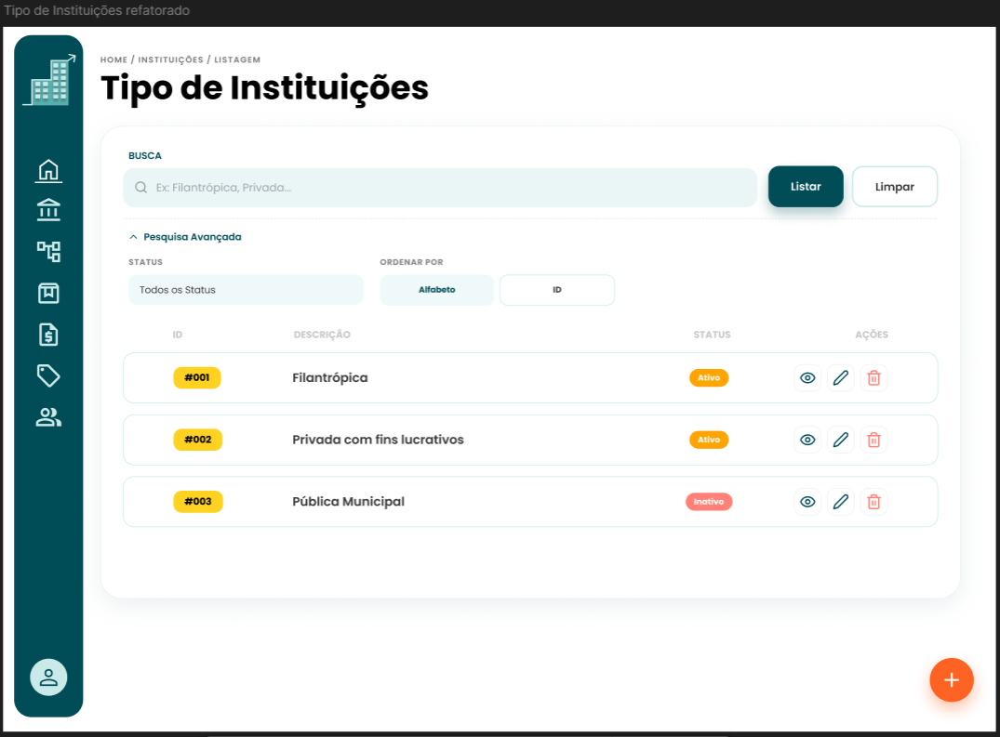 Tipo de Instituições refatorado
HOME / INSTITUIÇÕES / LISTAGEM
Tipo de Instituições
BUSCA
Ex: Filantrópica, Privada...
Listar
Limpar
Pesquisa Avançada
STATUS
ORDENAR POR
Todos os Status
Alfabeto
ID
ID DESCRIÇÃO STATUS AÇÕES
#001 Filantrópica Ativo
#002 Privada com fins lucrativos Ativo
#003 Pública Municipal Inativo